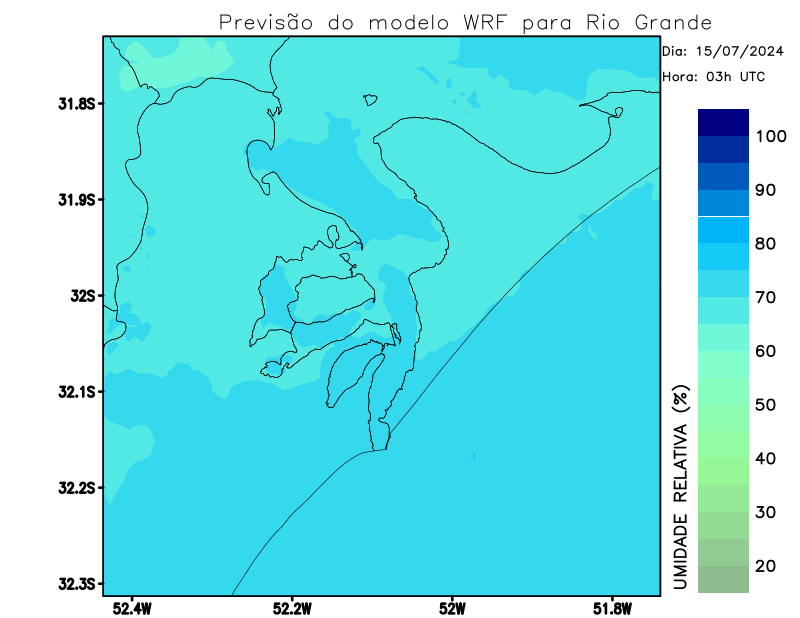 Previsão do modelo WRF para Rio Grande
Dia: 15/07/2024
Hora: 03h UTC
31.8S
31.9S
32S
32.1S
32.2S
32.3S
52.4W
52.2W
52W
51.8W
100
90
80
70
60
50
40
30
20
UMIDADE RELATIVA (%)